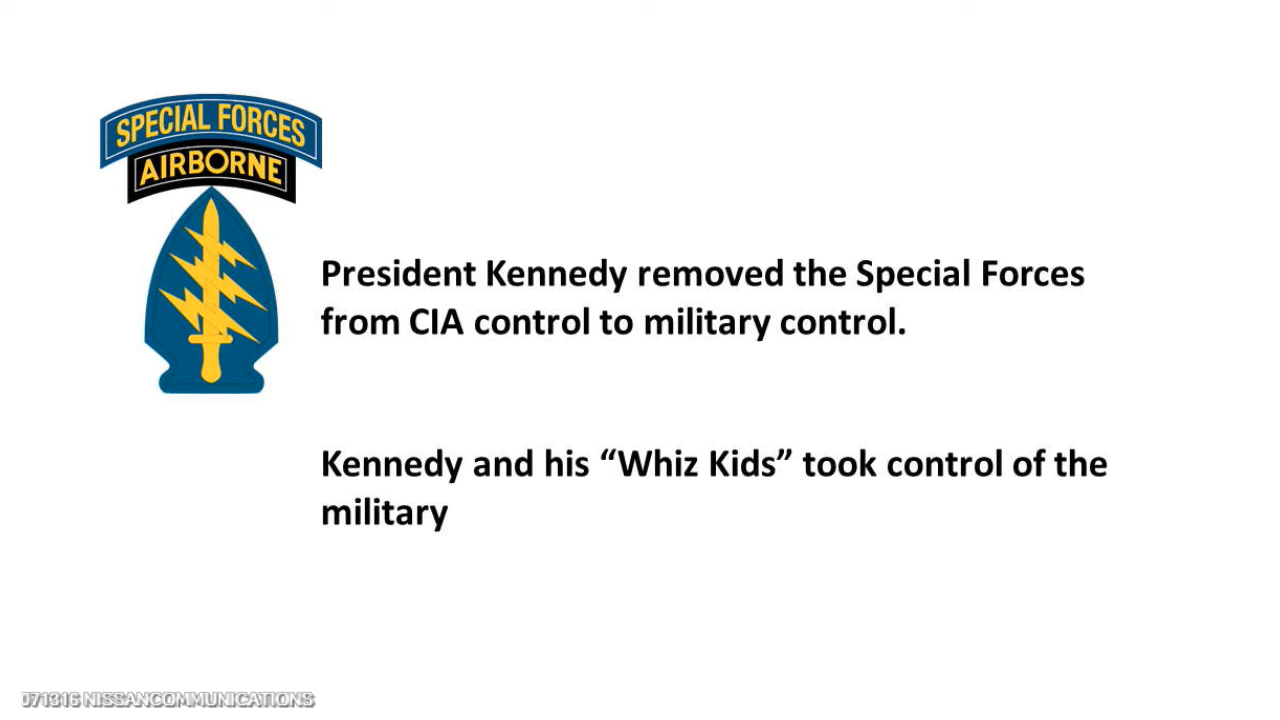 SPECIAL FORCES
AIRBORNE
President Kennedy removed the Special Forces
from CIA control to military control.
Kennedy and his “Whiz Kids” took control of the
military
071316 NISSANCOMMUNICATIONS